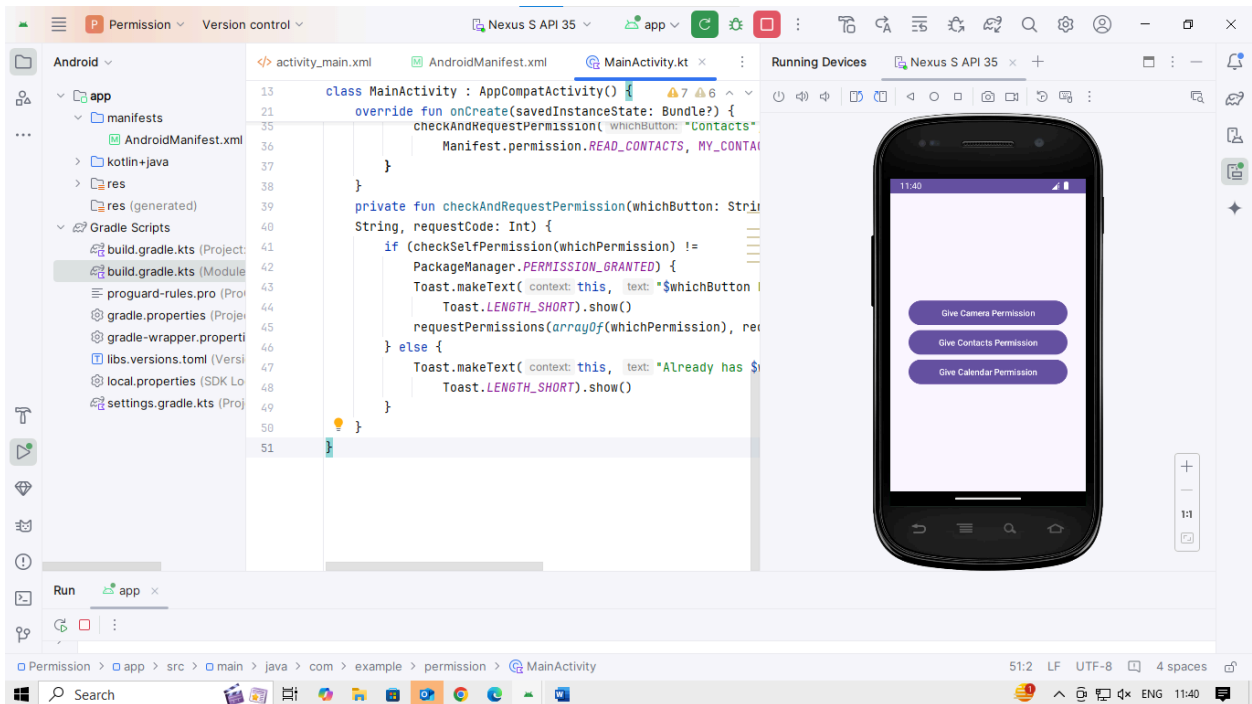 P Permission Version control Nexus S API 35 app
Android
activity_main.xml AndroidManifest.xml MainActivity.kt Running Devices Nexus S API 35
app
manifests
AndroidManifest.xml
kotlin+java
res
res (generated)
Gradle Scripts
build.gradle.kts (Project:
build.gradle.kts (Module
proguard-rules.pro (Pro
gradle.properties (Proje
gradle-wrapper.properti
libs.versions.toml (Versi
local.properties (SDK Lo
settings.gradle.kts (Proj
13 class MainActivity : AppCompatActivity() { 7 6
21 override fun onCreate(savedInstanceState: Bundle?) {
35 checkAndRequestPermission( whichButton: "Contacts"
36 Manifest.permission.READ_CONTACTS, MY_CONTA
37 }
38 }
39 private fun checkAndRequestPermission(whichButton: Strin
40 String, requestCode: Int) {
41 if (checkSelfPermission(whichPermission) !=
42 PackageManager.PERMISSION_GRANTED) {
43 Toast.makeText( context: this, text: "$whichButton
44 Toast.LENGTH_SHORT).show()
45 requestPermissions(arrayOf(whichPermission), req
46 } else {
47 Toast.makeText( context: this, text: "Already has $w
48 Toast.LENGTH_SHORT).show()
49 }
50 }
51 }
11:40
Give Camera Permission
Give Contacts Permission
Give Calendar Permission
1:1
Run app
Permission > app > src > main > java > com > example > permission > MainActivity 51:2 LF UTF-8 4 spaces
Search ENG 11:40